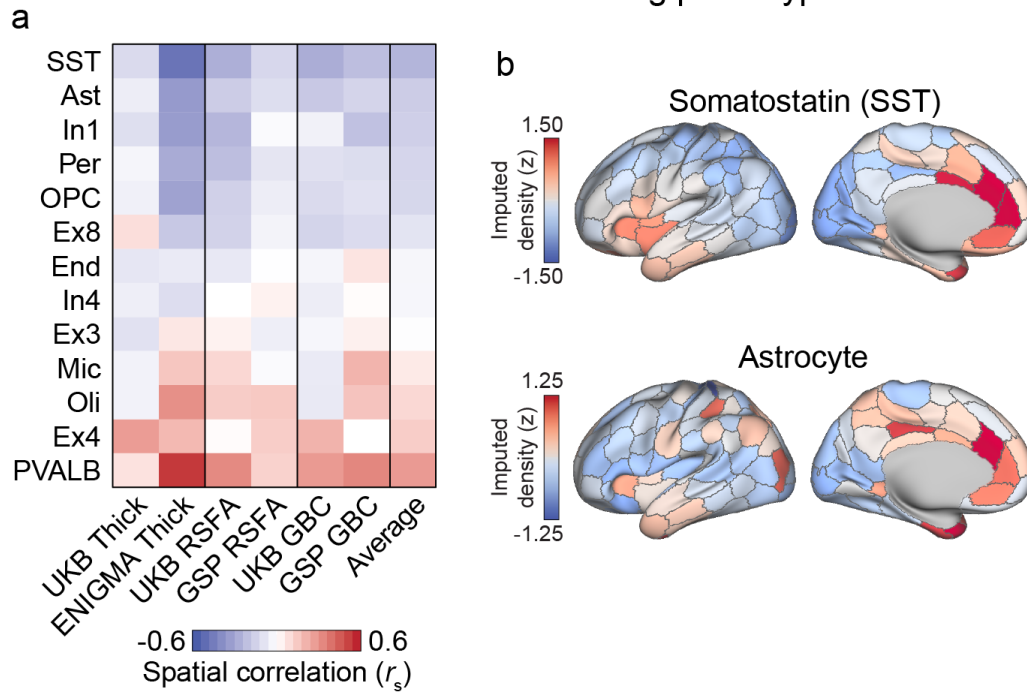 a
SST
Ast
In1
Per
OPC
Ex8
End
In4
Ex3
Mic
Oli
Ex4
PVALB
UKB Thick
ENIGMA Thick
UKB RSFA
GSP RSFA
UKB GBC
GSP GBC
Average
-0.6 0.6
Spatial correlation (rs)
b
Somatostatin (SST)
1.50
Imputed
density (z)
-1.50
Astrocyte
1.25
Imputed
density (z)
-1.25